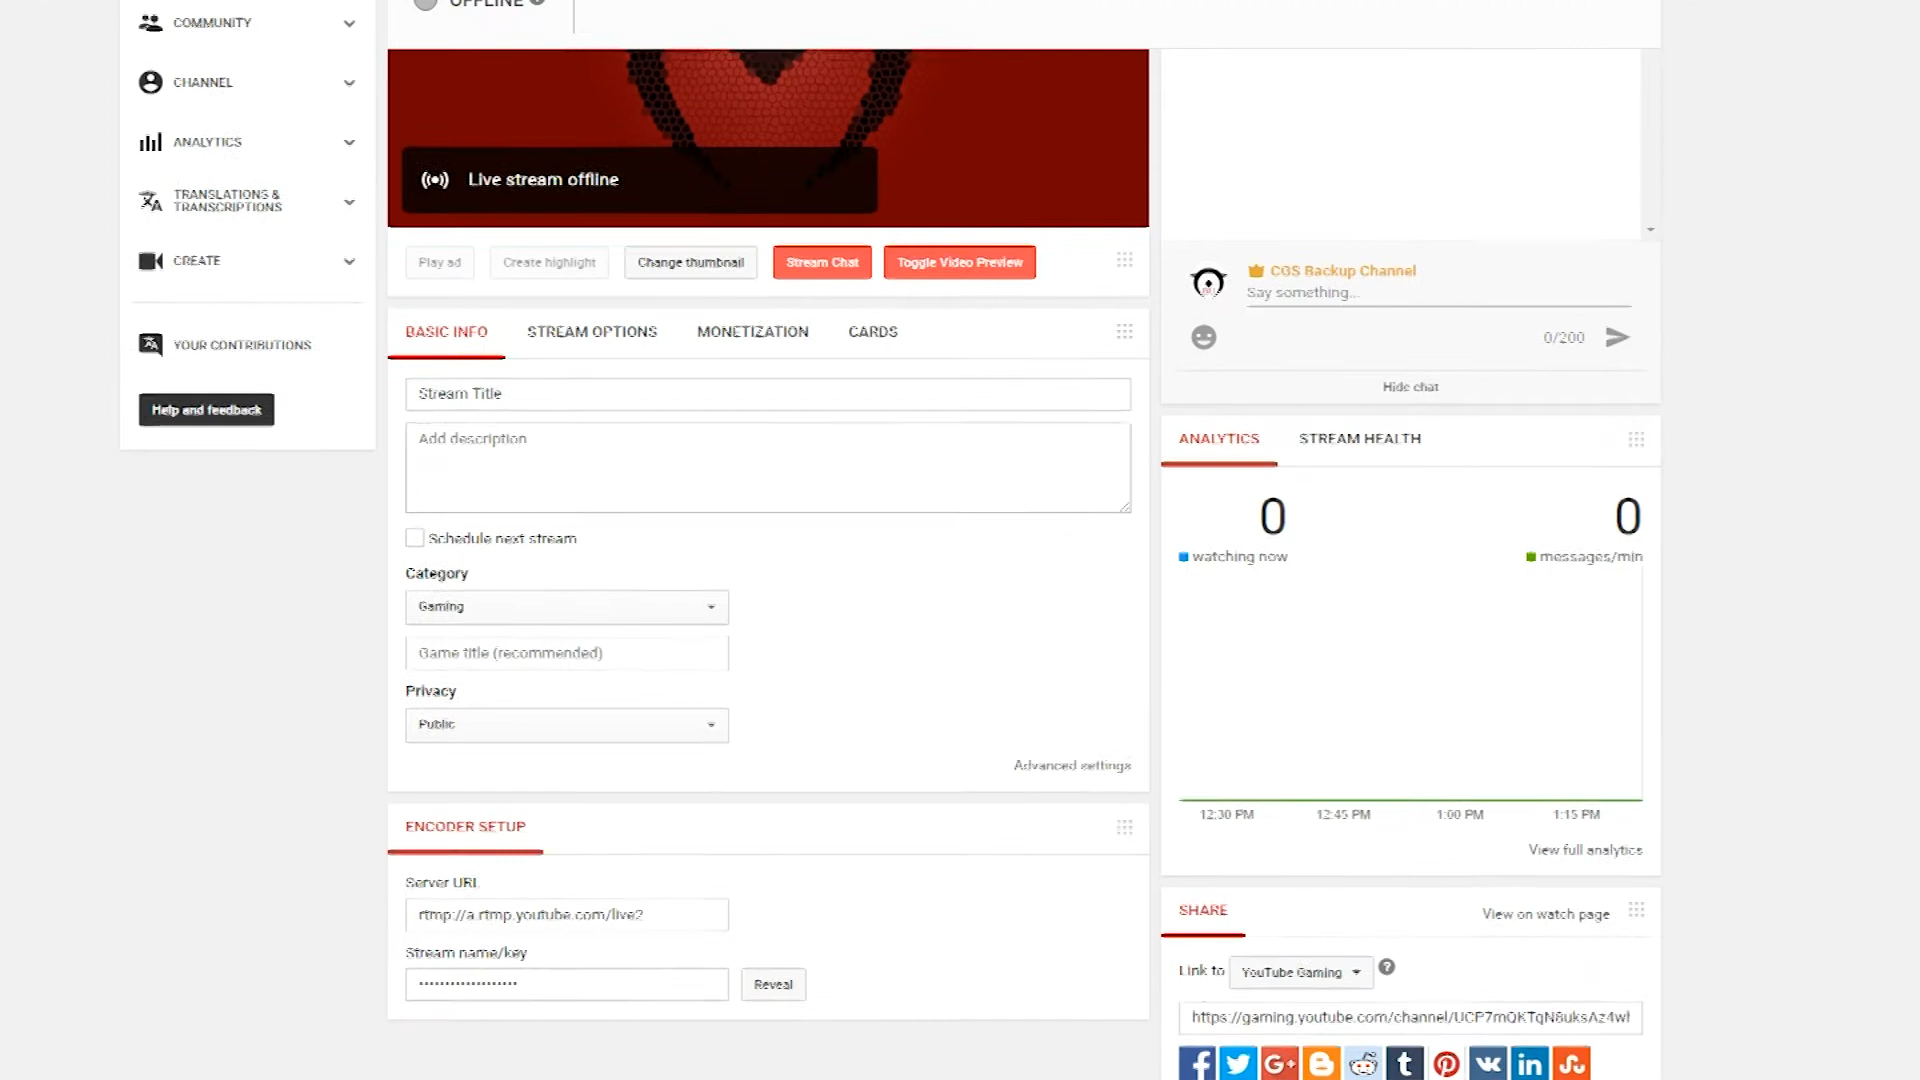 COMMUNITY
CHANNEL
ANALYTICS
TRANSLATIONS &
TRANSCRIPTIONS
CREATE
YOUR CONTRIBUTIONS
Help and feedback
OFFLINE
Live stream offline
Play ad
Create highlight
Change thumbnail
Stream Chat
Toggle Video Preview
BASIC INFO
STREAM OPTIONS
MONETIZATION
CARDS
Stream Title
Add description
Schedule next stream
Category
Gaming
Game title (recommended)
Privacy
Public
Advanced settings
ENCODER SETUP
Server URL
rtmp://a.rtmp.youtube.com/live2
Stream name/key
••••••••••••••••••••
Reveal
CGS Backup Channel
Say something...
0/200
Hide chat
ANALYTICS
STREAM HEALTH
0
0
watching now
messages/min
12:30 PM
12:45 PM
1:00 PM
1:15 PM
View full analytics
SHARE
View on watch page
Link to
YouTube Gaming
?
https://gaming.youtube.com/channel/UCP7mQKTqN8uksAz4wl